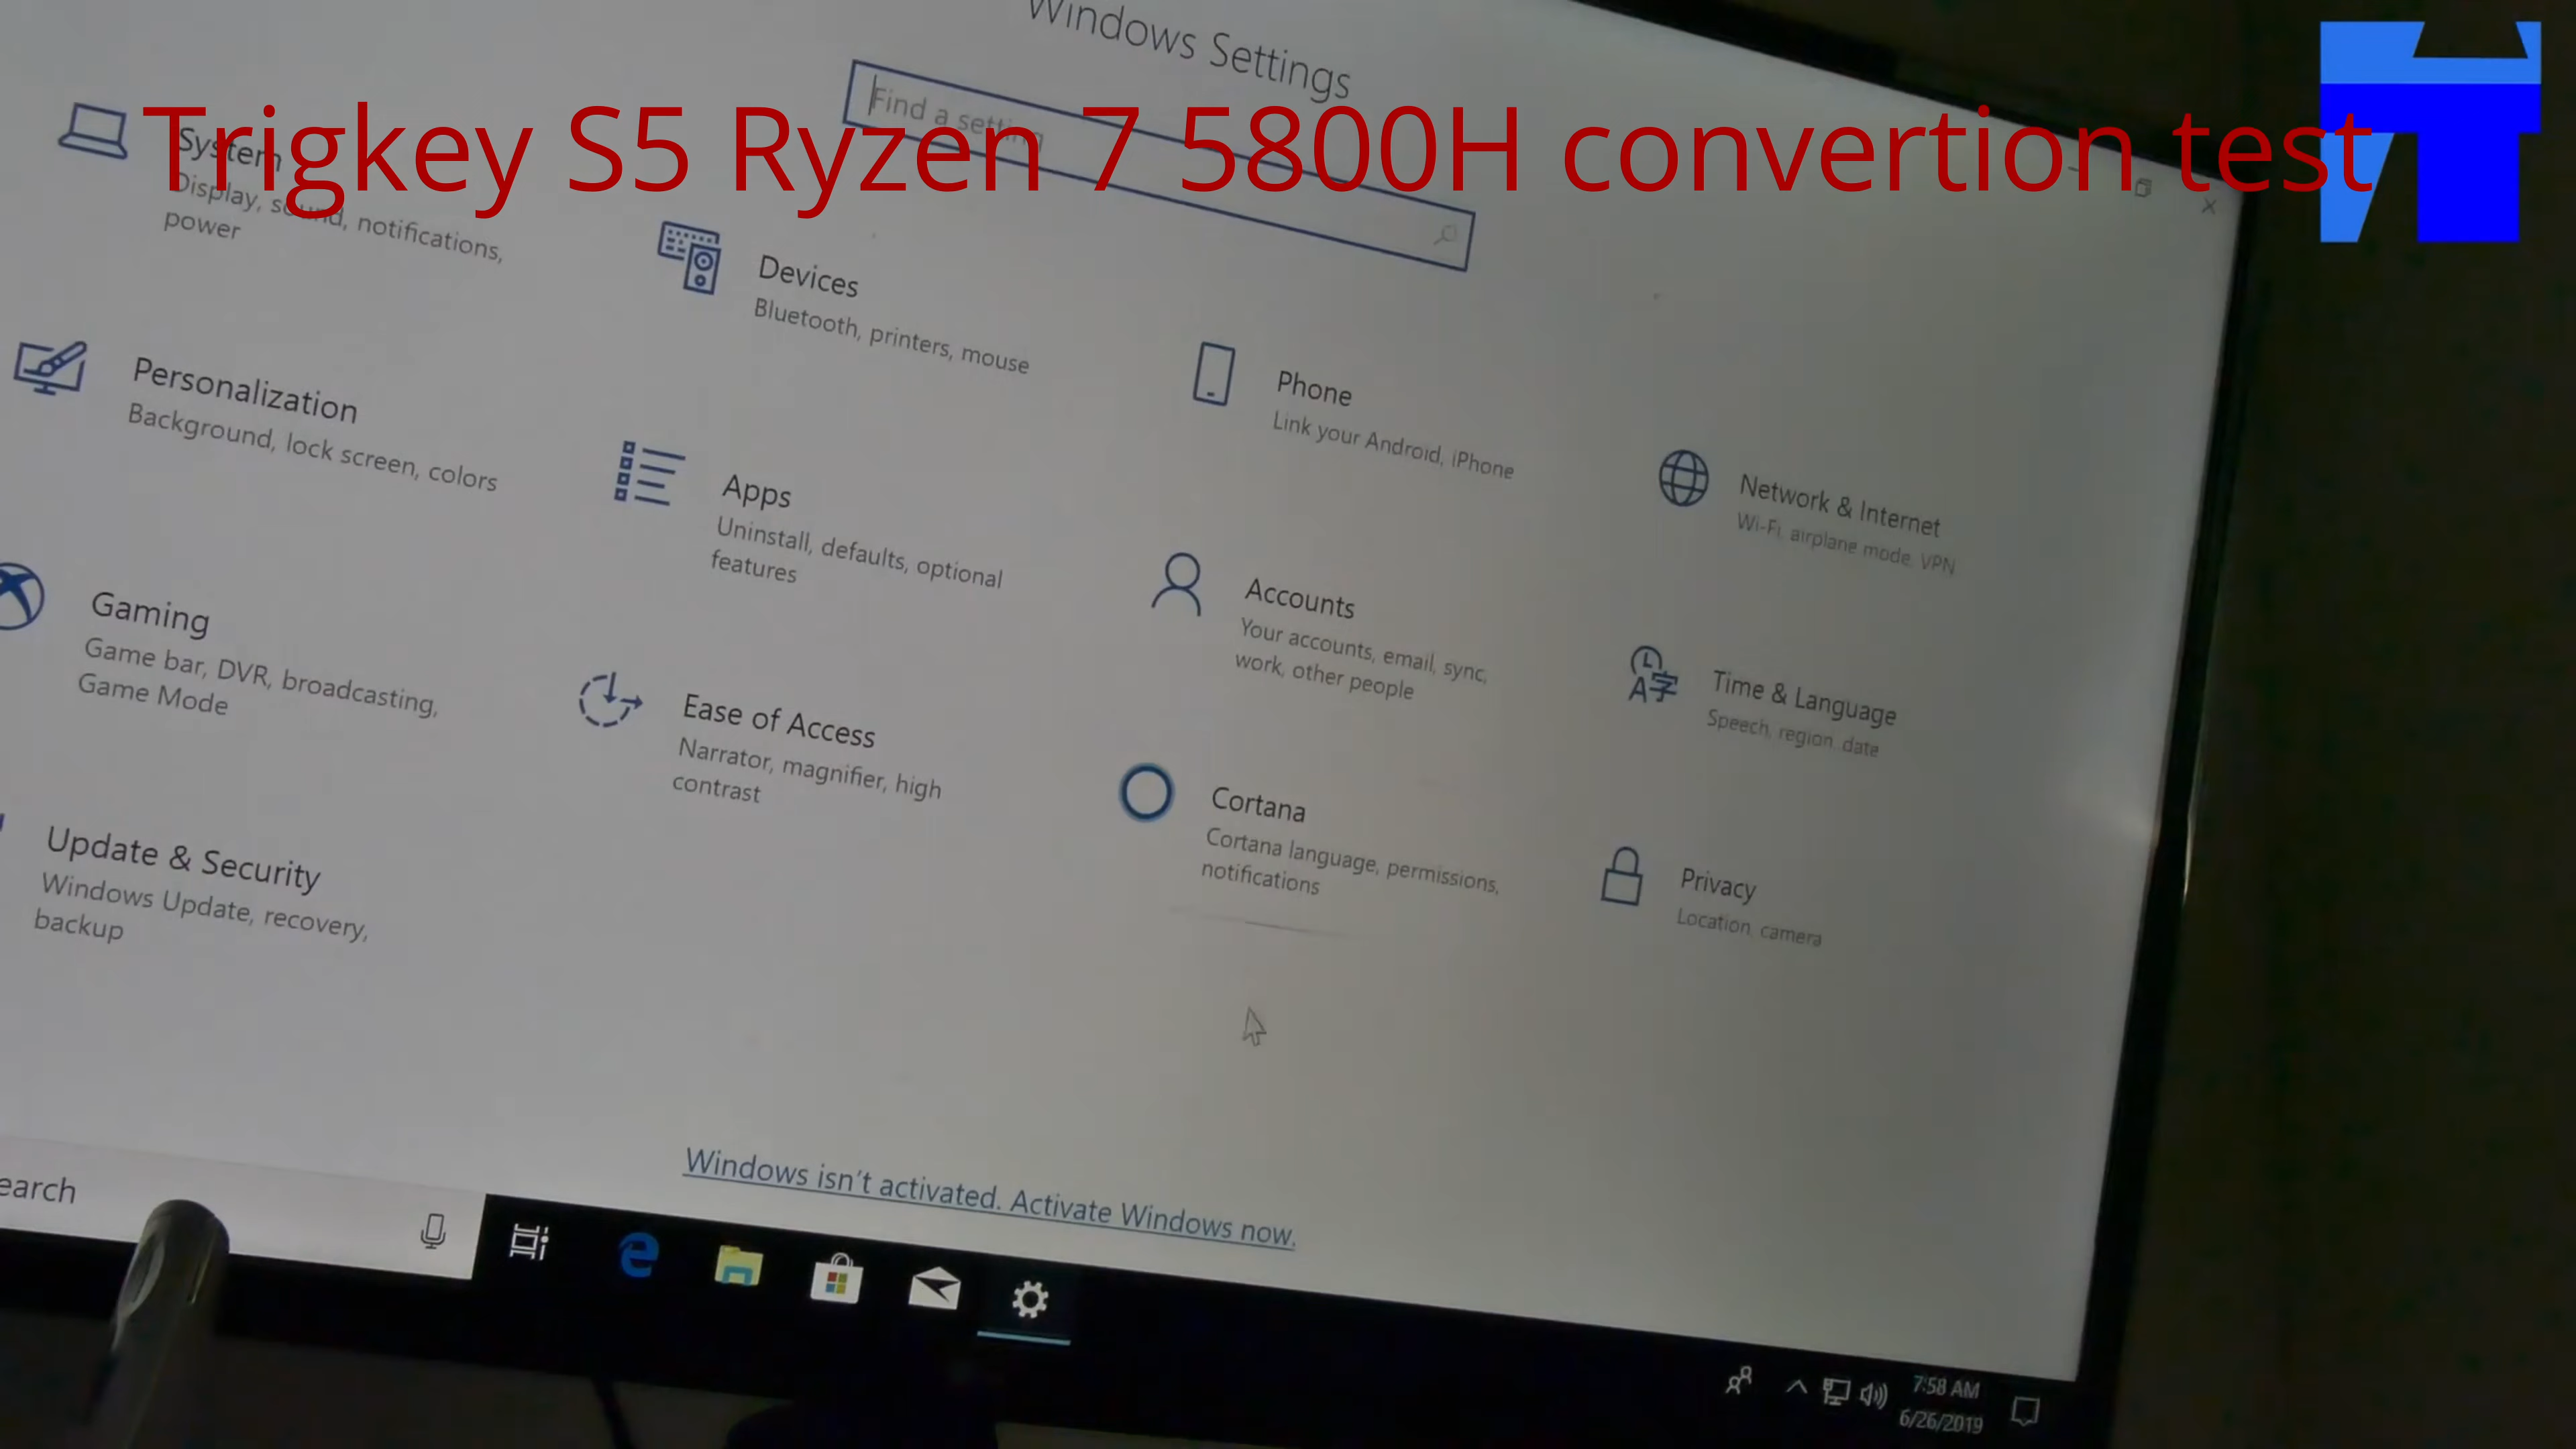 Windows Settings
Find a setting
Trigkey S5 Ryzen 7 5800H convertion test
System
Display, sound, notifications,
power
Devices
Bluetooth, printers, mouse
Phone
Link your Android, iPhone
Network & Internet
Wi-Fi, airplane mode, VPN
Personalization
Background, lock screen, colors
Apps
Uninstall, defaults, optional
features
Accounts
Your accounts, email, sync,
work, other people
Time & Language
Speech, region, date
Gaming
Game bar, DVR, broadcasting,
Game Mode
Ease of Access
Narrator, magnifier, high
contrast
Cortana
Cortana language, permissions,
notifications
Privacy
Location, camera
Update & Security
Windows Update, recovery,
backup
Windows isn't activated. Activate Windows now.
earch
7:58 AM
6/26/2019